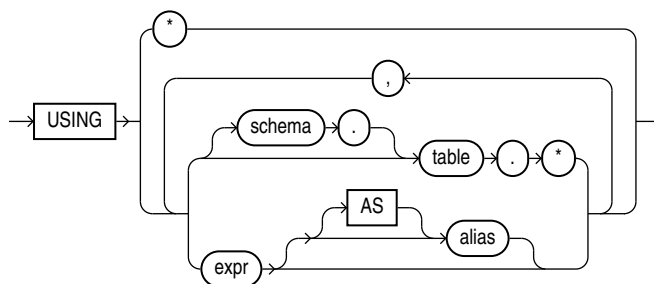 *
,
USING
schema .
table . *
AS
alias
expr